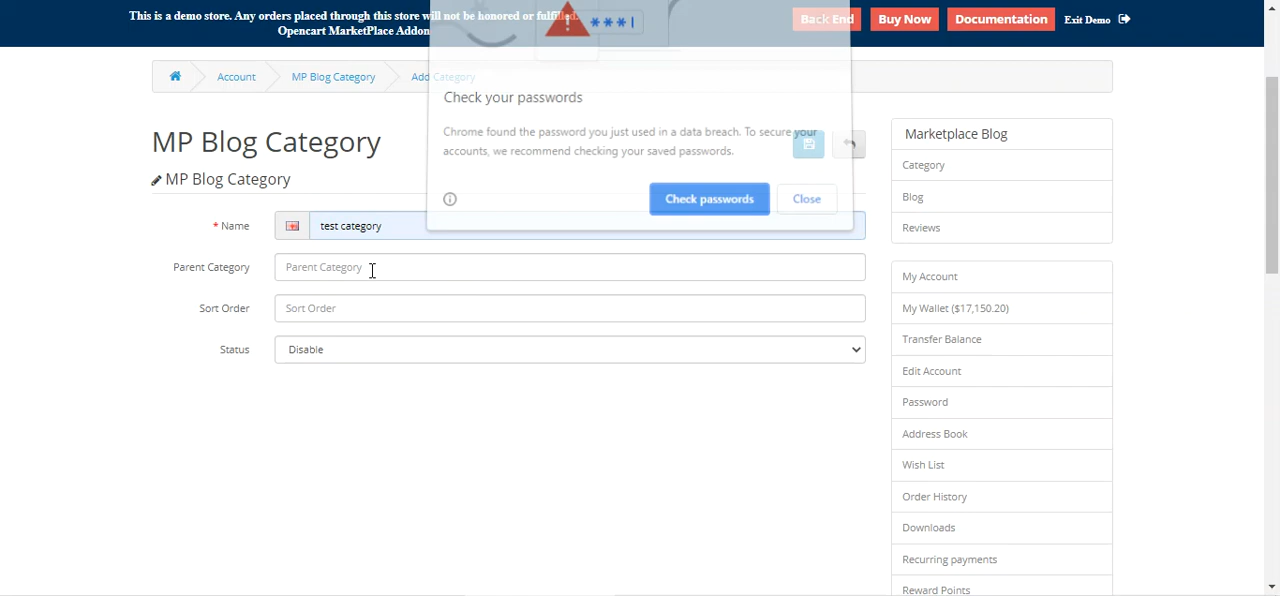 This is a demo store. Any orders placed through this store will not be honored or fulfilled.
Opencart MarketPlace Addon
Back End
Buy Now
Documentation
Exit Demo
Account
MP Blog Category
Add Category
Check your passwords
Chrome found the password you just used in a data breach. To secure your
accounts, we recommend checking your saved passwords.
Check passwords
Close
MP Blog Category
MP Blog Category
* Name
test category
Parent Category
Parent Category
Sort Order
Sort Order
Status
Disable
Marketplace Blog
Category
Blog
Reviews
My Account
My Wallet ($17,150.20)
Transfer Balance
Edit Account
Password
Address Book
Wish List
Order History
Downloads
Recurring payments
Reward Points